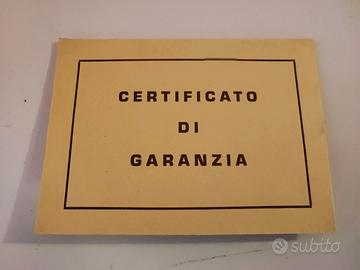 CERTIFICATO
DI
GARANZIA
subito